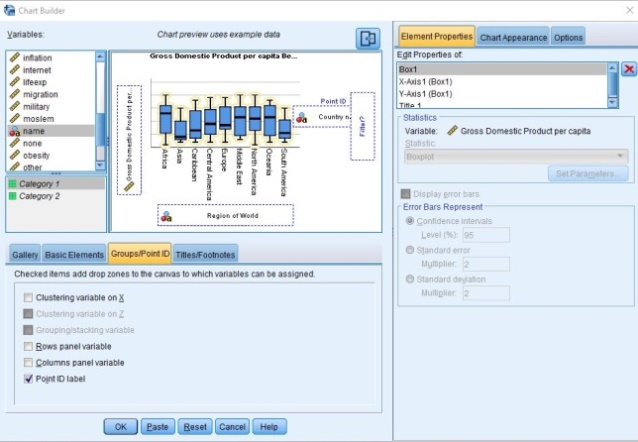 Chart Builder
Variables:
Chart preview uses example data
inflation
internet
lifeexp
migration
military
moslem
name
none
obesity
other
Category 1
Category 2
Gross Domestic Product per capita Be...
Gross Domestic Product per...
Africa
Asia
Caribbean
Central America
Europe
Middle East
North America
Oceania
South America
Point ID
Country n
Filter?
Region of World
Gallery Basic Elements Groups/Point ID Titles/Footnotes
Checked items add drop zones to the canvas to which variables can be assigned.
Clustering variable on X
Clustering variable on Z
Grouping/stacking variable
Rows panel variable
Columns panel variable
Point ID label
OK Paste Reset Cancel Help
Element Properties Chart Appearance Options
Edit Properties of:
Box1
X-Axis1 (Box1)
Y-Axis1 (Box1)
Title 1
Statistics
Variable: Gross Domestic Product per capita
Statistic:
Boxplot
Set Parameters...
Display error bars
Error Bars Represent
Confidence intervals
Level (%): 95
Standard error
Multiplier: 2
Standard deviation
Multiplier: 2